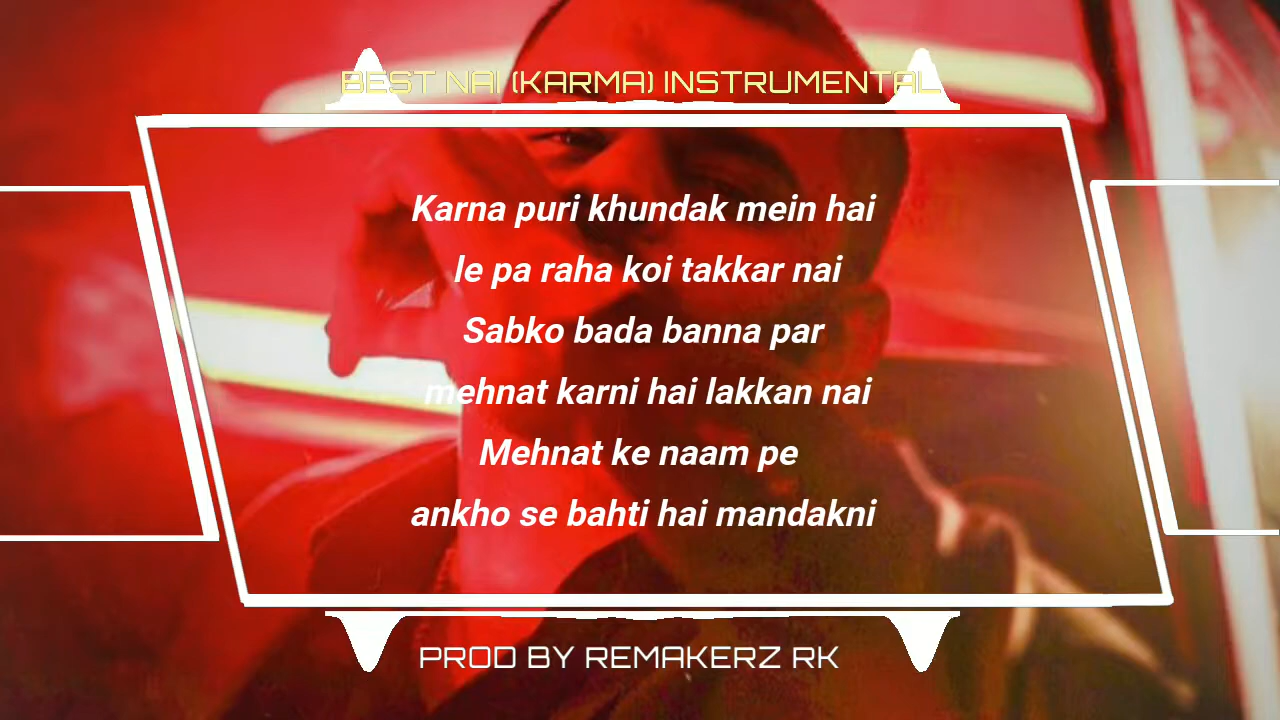 BEST NAI (KARMA) INSTRUMENTAL
Karna puri khundak mein hai
le pa raha koi takkar nai
Sabko bada banna par
mehnat karni hai lakkan nai
Mehnat ke naam pe
ankho se bahti hai mandakni
PROD BY REMAKERZ RK